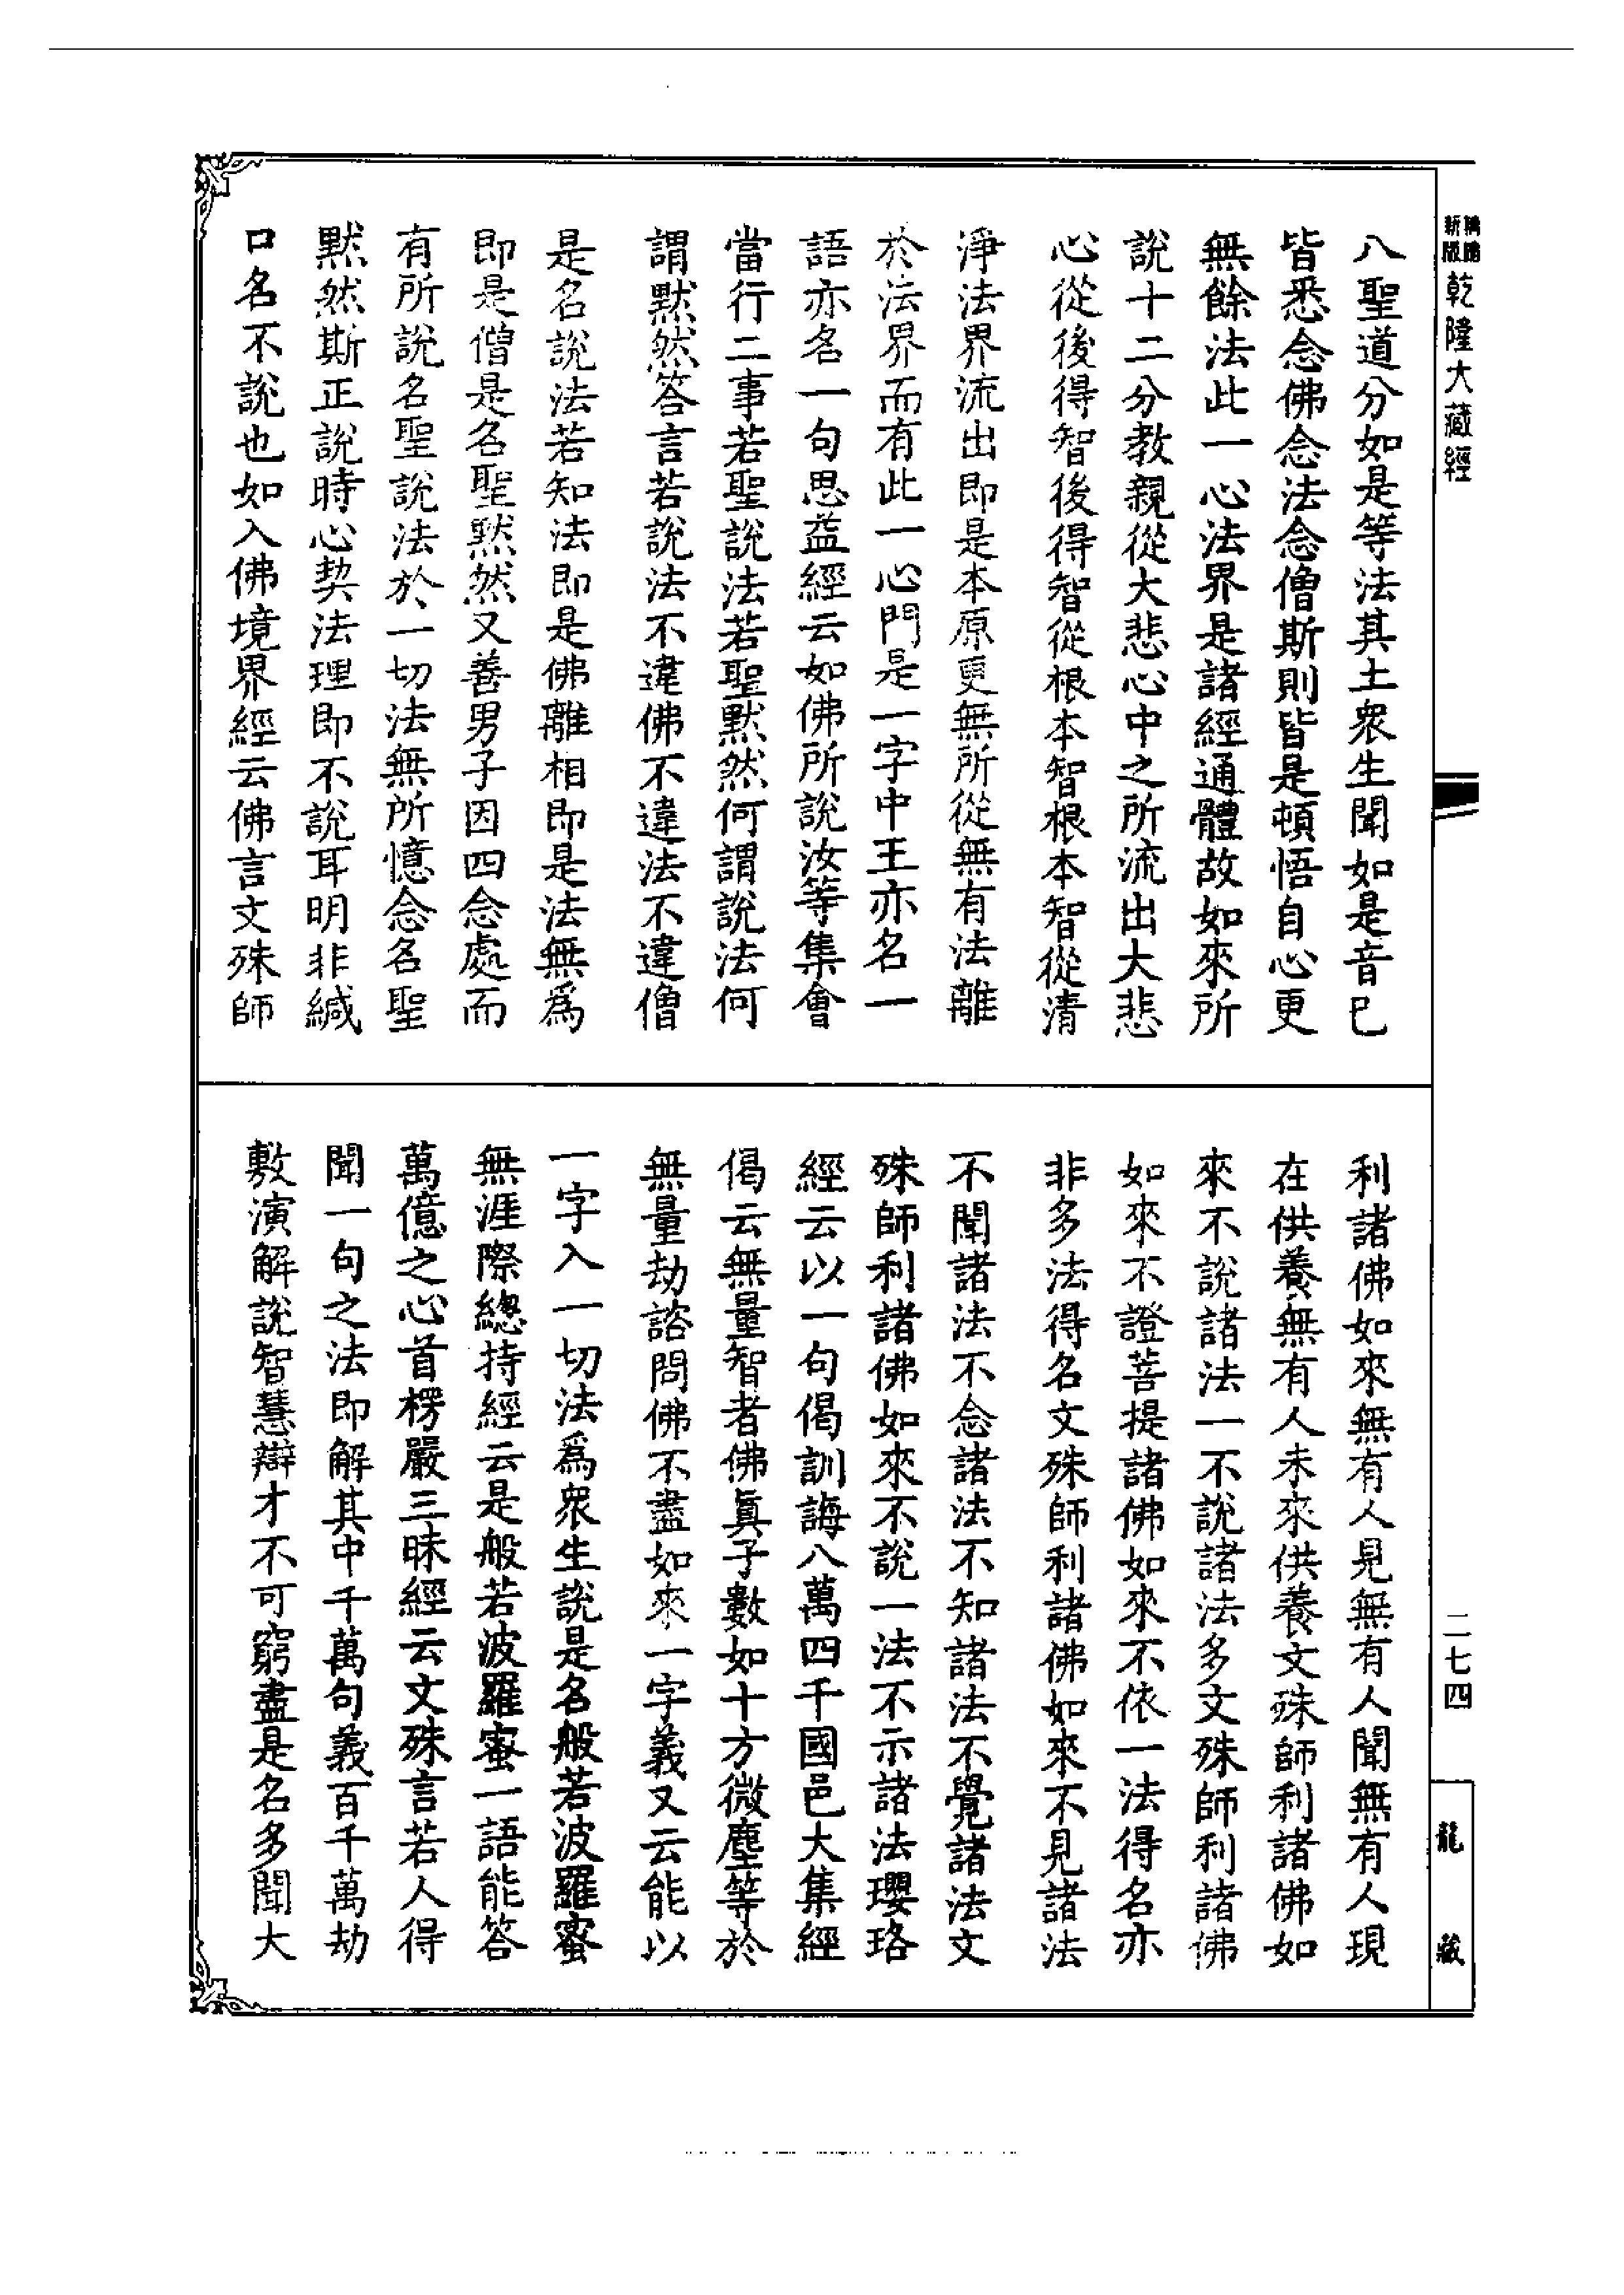 新版
乾隆大藏經
八聖道分如是等法其土衆生聞如是音已
皆悉念佛念法念僧斯則皆是頓悟自心更
無餘法此一心法界是諸經通體故如來所
說十二分教親從大悲心中之所流出大悲
心從後得智後得智從根本智根本智從清
淨法界流出即是本原更無所從無有法離
於法界而有此一心門是一字中王亦名一
語亦名一句思益經云如佛所說汝等集會
當行二事若聖說法若聖默然何謂說法何
謂默然答言若說法不違佛不違法不違僧
是名說法若知法即是佛離相即是法無爲
即是僧是名聖默然又善男子因四念處而
有所說名聖說法於一切法無所憶念名聖
默然斯正說時心契法理即不說耳明非緘
口名不說也如入佛境界經云佛言文殊師
利諸佛如來無有人見無有人聞無有人現
在供養無有人未來供養文殊師利諸佛如
來不說諸法一不說諸法多文殊師利諸佛
如來不證菩提諸佛如來不依一法得名亦
非多法得名文殊師利諸佛如來不見諸法
不聞諸法不念諸法不知諸法不覺諸法文
殊師利諸佛如來不說一法不示諸法瓔珞
經云以一句偈訓誨八萬四千國邑大集經
偈云無量智者佛眞子數如十方微塵等於
無量劫諮問佛不盡如來一字義又云能以
一字入一切法爲衆生說是名般若波羅蜜
無涯際總持經云是般若波羅蜜一語能答
萬億之心首楞嚴三昧經云文殊言若人得
聞一句之法即解其中千萬句義百千萬劫
敷演解說智慧辯才不可窮盡是名多聞大
二七四
龍藏